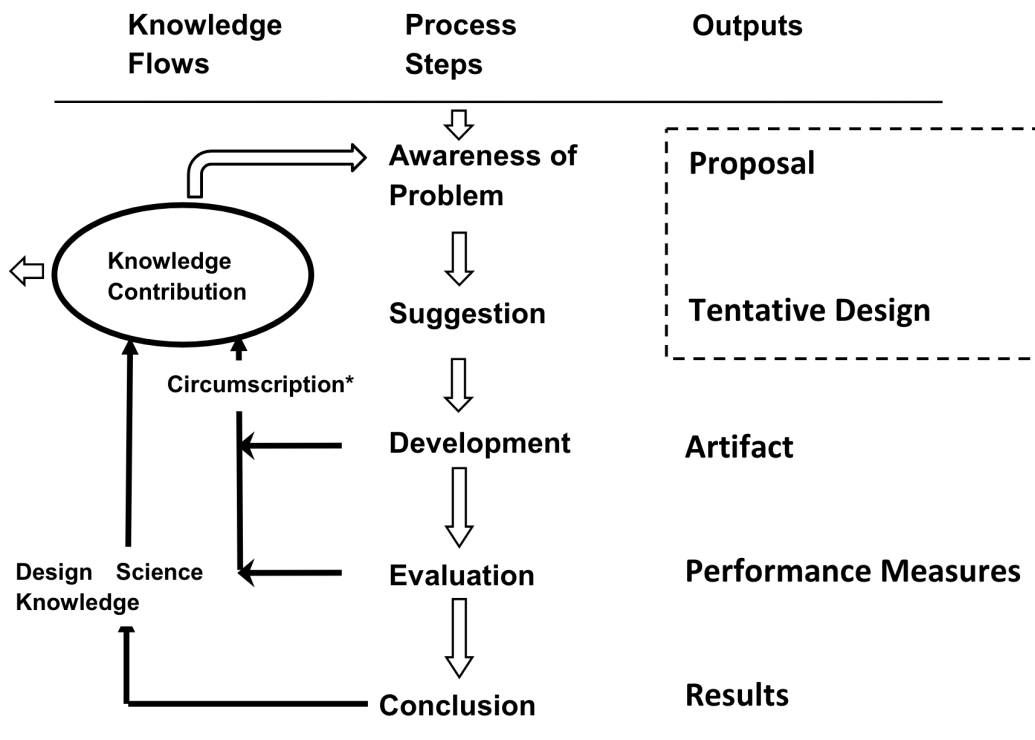 Knowledge
Flows
Process
Steps
Outputs
Awareness of
Problem
Proposal
Knowledge
Contribution
Suggestion
Tentative Design
Circumscription*
Development
Artifact
Design Science
Knowledge
Evaluation
Performance Measures
Conclusion
Results